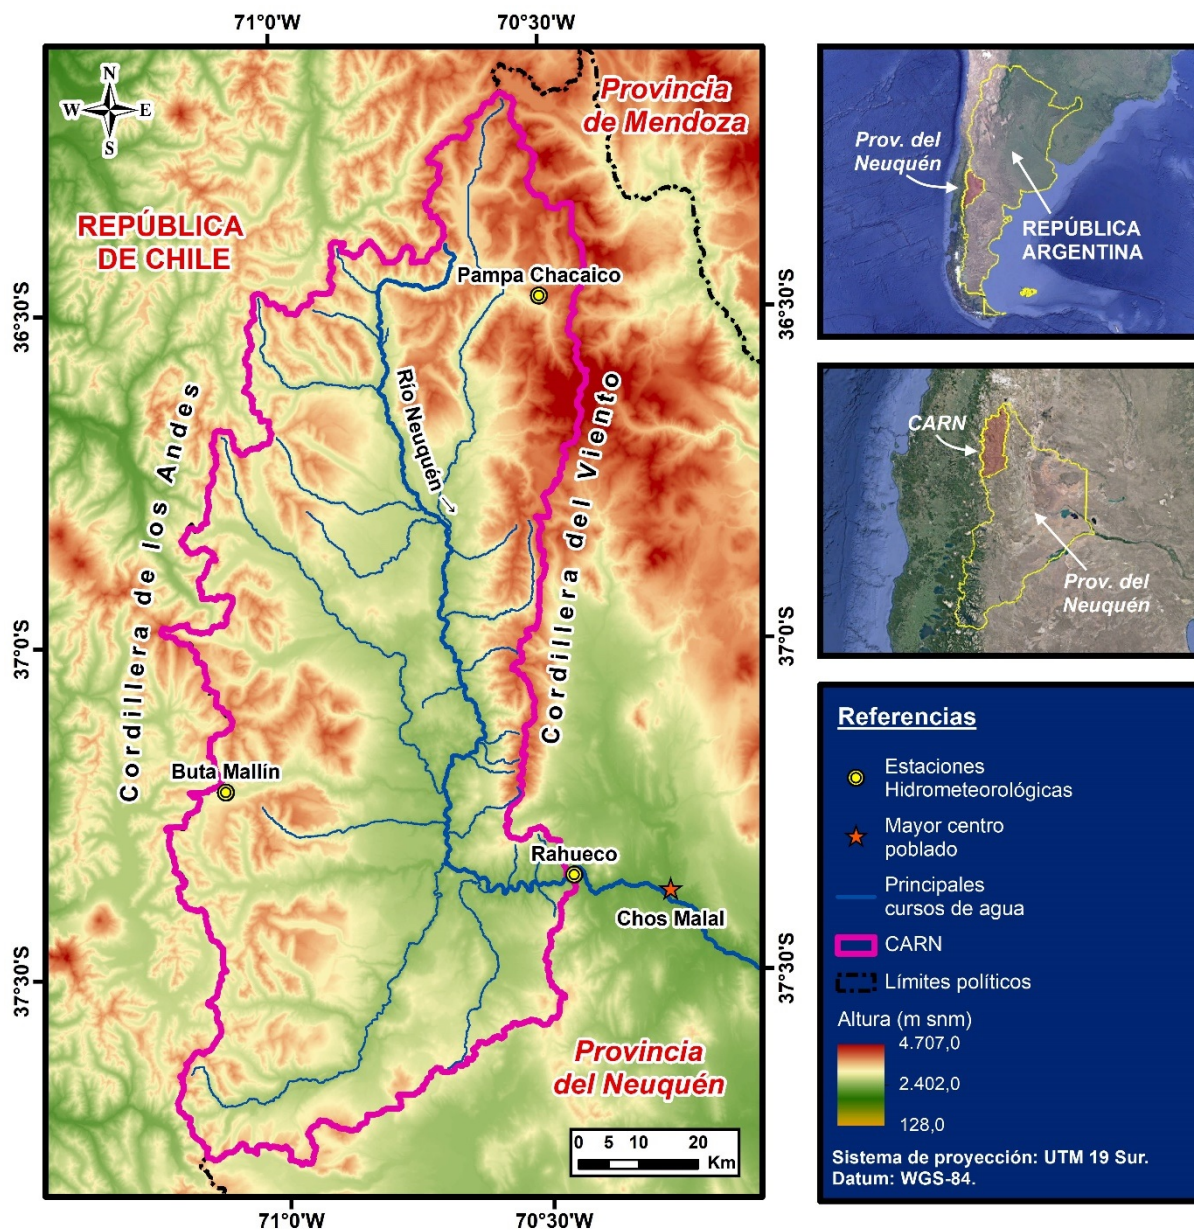 71°0'W
70°30'W
N
W
E
S
Provincia
de Mendoza
REPÚBLICA
DE CHILE
Pampa Chacaico
36°30'S
36°30'S
Río Neuquén
Cordillera de los Andes
Cordillera del Viento
37°0'S
37°0'S
Buta Mallín
Rahueco
Chos Malal
37°30'S
37°30'S
Provincia
del Neuquén
0 5 10 20
Km
71°0'W
70°30'W
Prov. del
Neuquén
REPÚBLICA
ARGENTINA
CARN
Prov. del
Neuquén
Referencias
Estaciones
Hidrometeorológicas
Mayor centro
poblado
Principales
cursos de agua
CARN
Límites políticos
Altura (m snm)
4.707,0
2.402,0
128,0
Sistema de proyección: UTM 19 Sur.
Datum: WGS-84.